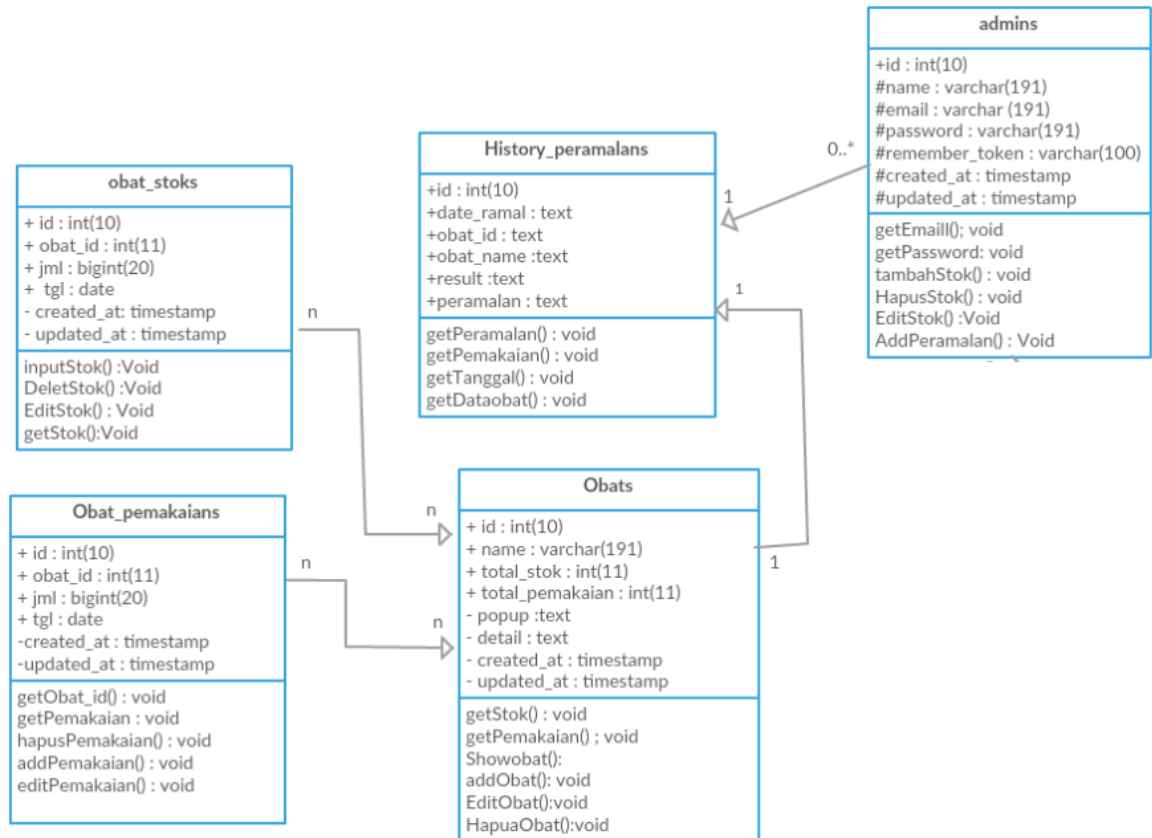 admins
+id : int(10)
#name : varchar(191)
#email : varchar (191)
#password : varchar(191)
#remember_token : varchar(100)
#created_at : timestamp
#updated_at : timestamp
getEmaill(); void
getPassword: void
tambahStok() : void
HapusStok() : void
EditStok() :Void
AddPeramalan() : Void
0..*
1
History_peramalans
+id : int(10)
+date_ramal : text
+obat_id : text
+obat_name :text
+result :text
+peramalan : text
getPeramalan() : void
getPemakaian() : void
getTanggal() : void
getDataobat() : void
1
obat_stoks
+ id : int(10)
+ obat_id : int(11)
+ jml : bigint(20)
+ tgl : date
- created_at: timestamp
- updated_at : timestamp
inputStok() :Void
DeletStok() :Void
EditStok() : Void
getStok():Void
n
n
Obat_pemakaians
+ id : int(10)
+ obat_id : int(11)
+ jml : bigint(20)
+ tgl : date
-created_at : timestamp
-updated_at : timestamp
getObat_id() : void
getPemakaian : void
hapusPemakaian() : void
addPemakaian() : void
editPemakaian() : void
n
n
Obats
+ id : int(10)
+ name : varchar(191)
+ total_stok : int(11)
+ total_pemakaian : int(11)
- popup :text
- detail : text
- created_at : timestamp
- updated_at : timestamp
getStok() : void
getPemakaian() ; void
Showobat():
addObat(): void
EditObat():void
HapuaObat():void
1